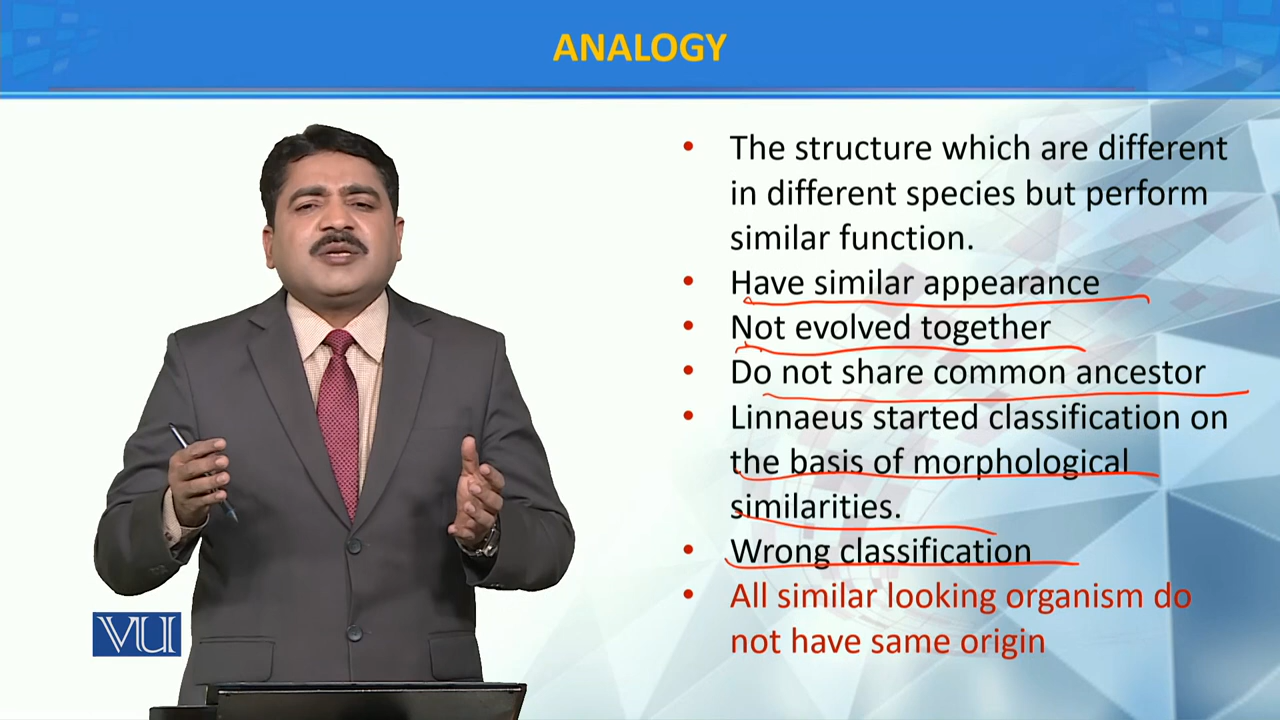 ANALOGY
• The structure which are different
in different species but perform
similar function.
• Have similar appearance
• Not evolved together
• Do not share common ancestor
• Linnaeus started classification on
the basis of morphological
similarities.
• Wrong classification
• All similar looking organism do
not have same origin
VU